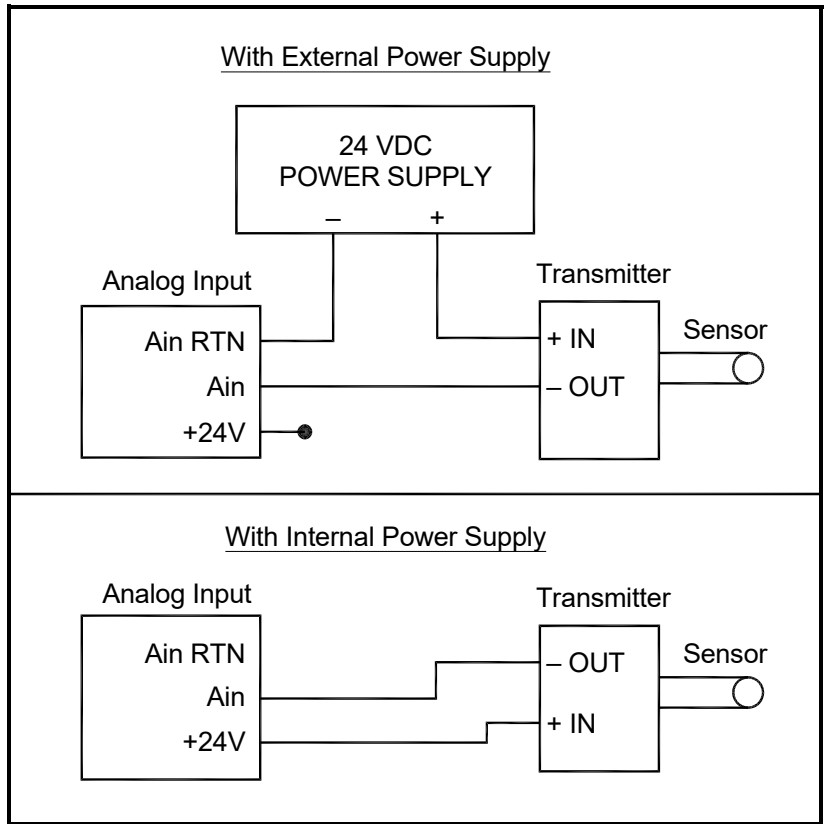 With External Power Supply
24 VDC
POWER SUPPLY
– +
Analog Input
Transmitter
Ain RTN
Ain
+24V
+ IN
– OUT
Sensor
With Internal Power Supply
Analog Input
Transmitter
Ain RTN
Ain
+24V
– OUT
+ IN
Sensor